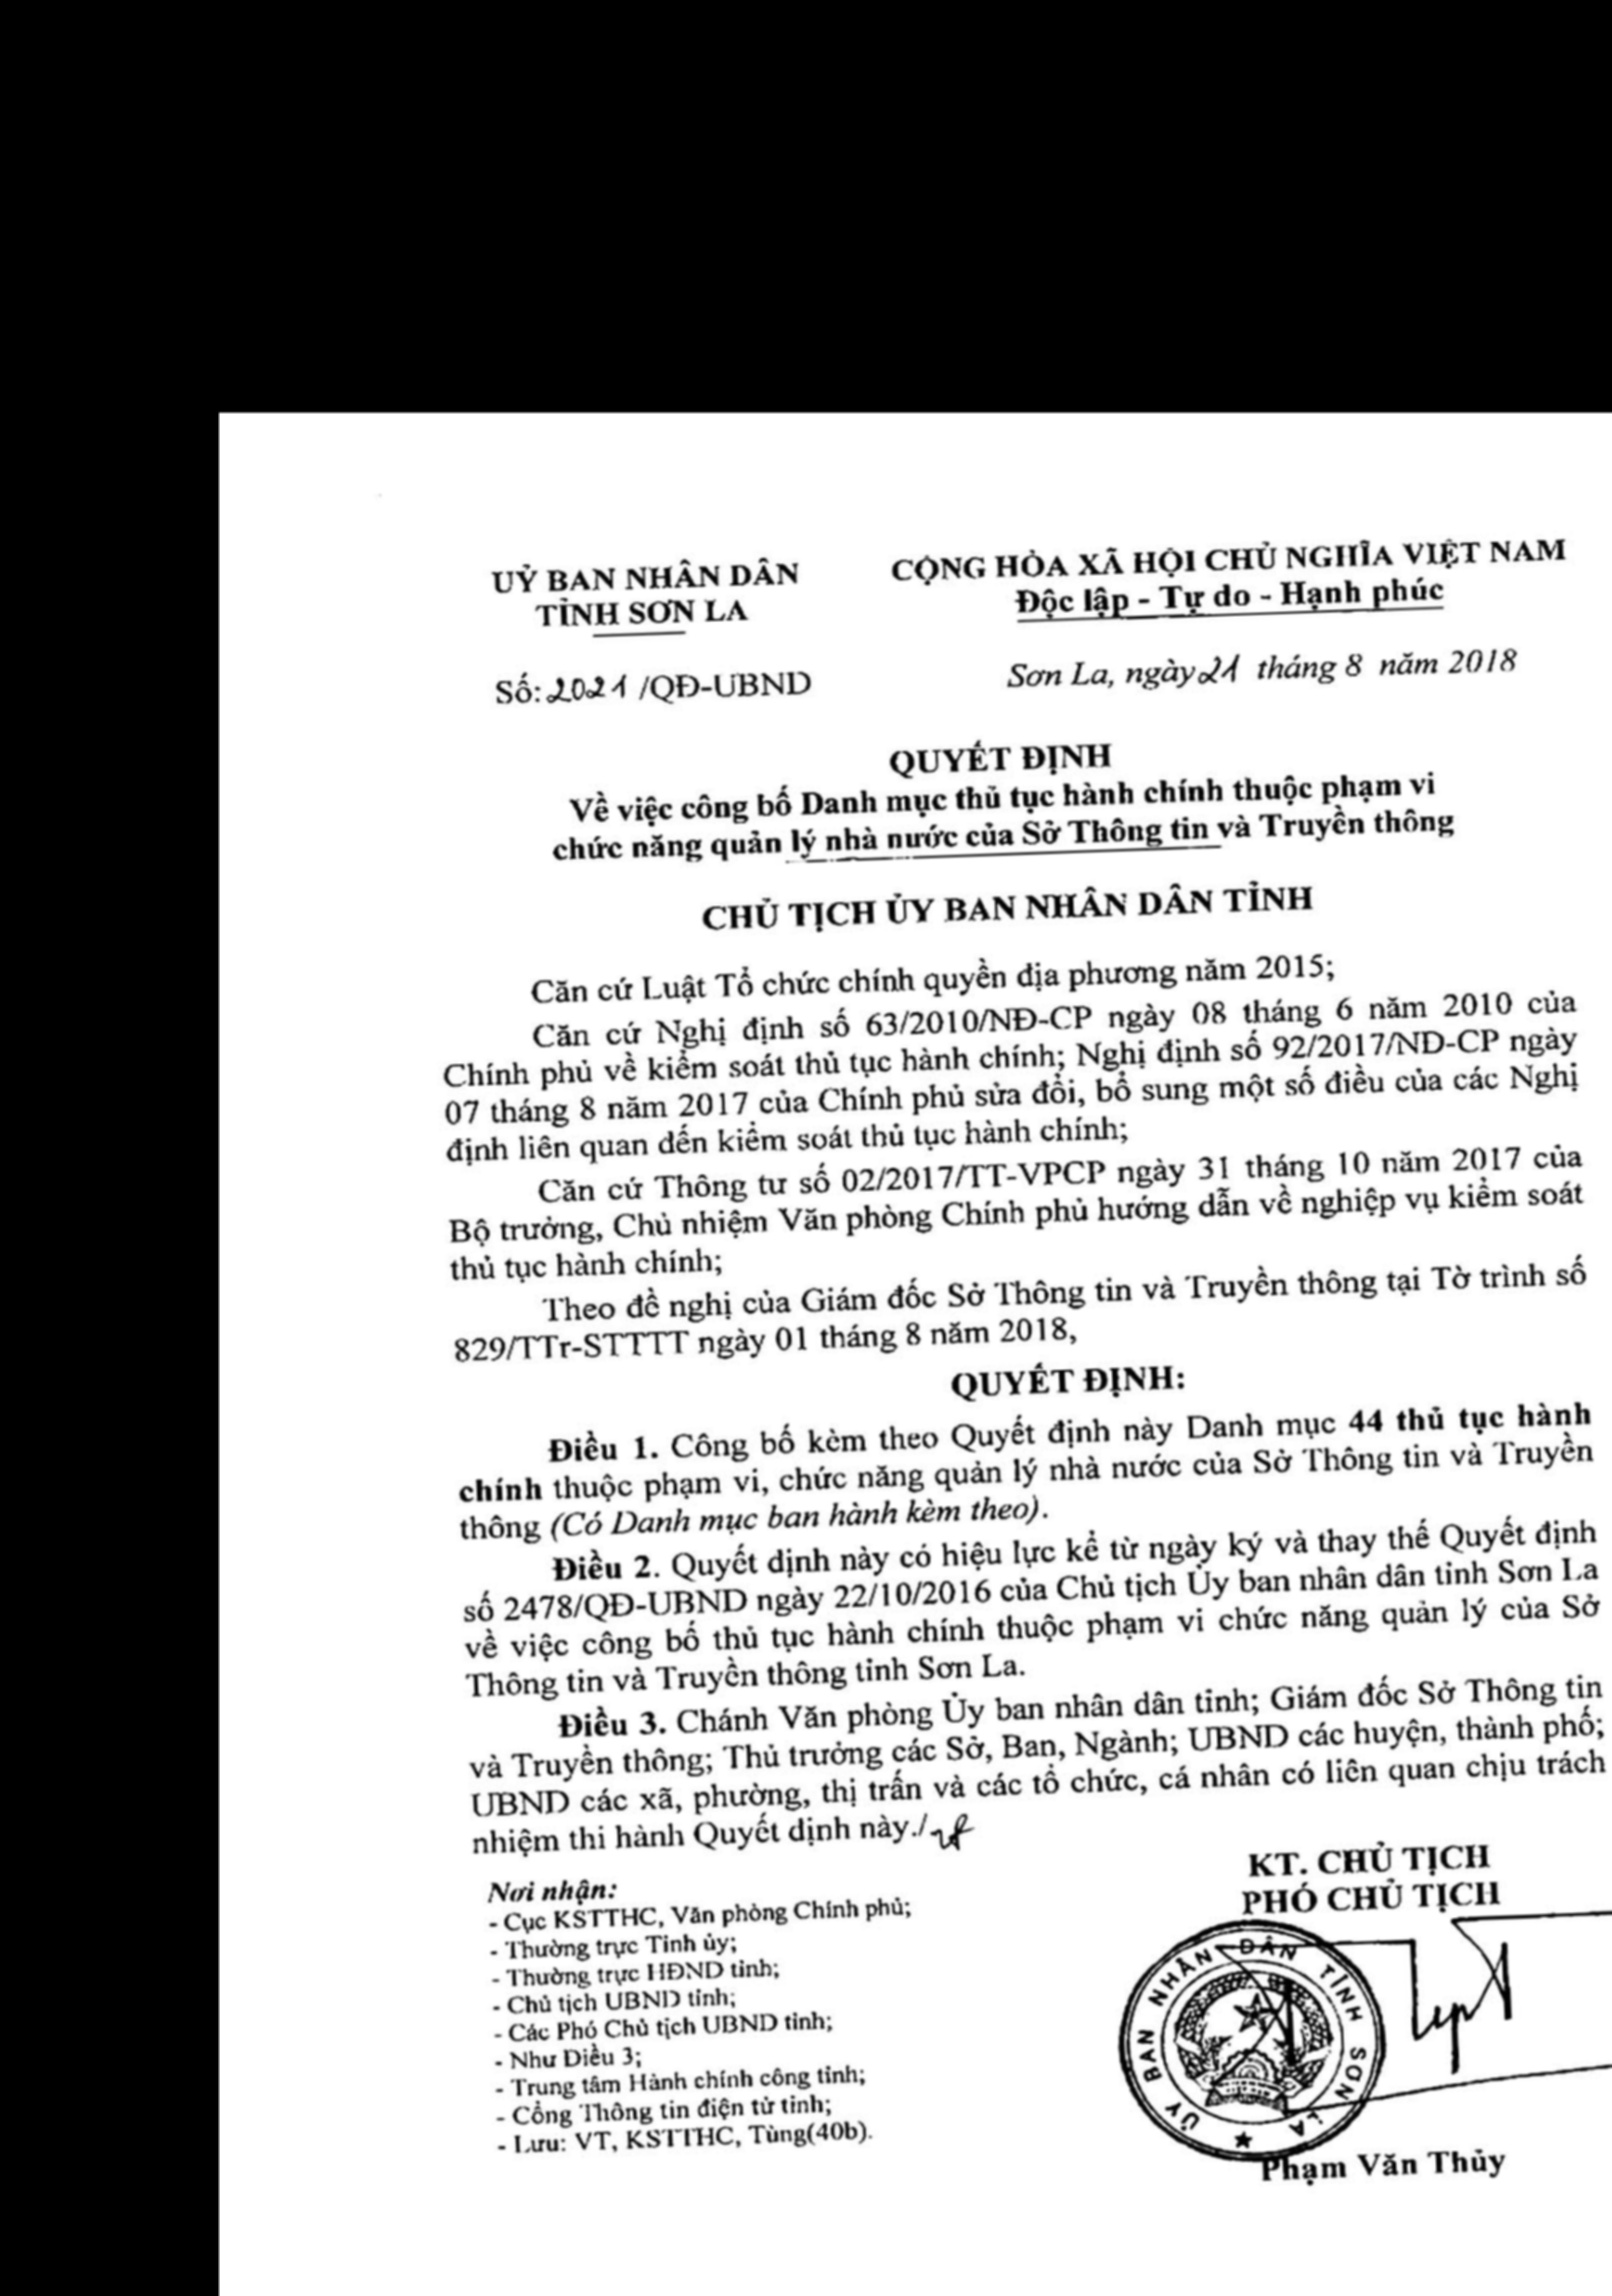 UỶ BAN NHÂN DÂN
TỈNH SƠN LA
CỘNG HÒA XÃ HỘI CHỦ NGHĨA VIỆT NAM
Độc lập - Tự do - Hạnh phúc
Số: 2021 /QĐ-UBND
Sơn La, ngày 21 tháng 8 năm 2018
QUYẾT ĐỊNH
Về việc công bố Danh mục thủ tục hành chính thuộc phạm vi
chức năng quản lý nhà nước của Sở Thông tin và Truyền thông
CHỦ TỊCH ỦY BAN NHÂN DÂN TỈNH
Căn cứ Luật Tổ chức chính quyền địa phương năm 2015;
Căn cứ Nghị định số 63/2010/NĐ-CP ngày 08 tháng 6 năm 2010 của
Chính phủ về kiểm soát thủ tục hành chính; Nghị định số 92/2017/NĐ-CP ngày
07 tháng 8 năm 2017 của Chính phủ sửa đổi, bổ sung một số điều của các Nghị
định liên quan đến kiểm soát thủ tục hành chính;
Căn cứ Thông tư số 02/2017/TT-VPCP ngày 31 tháng 10 năm 2017 của
Bộ trưởng, Chủ nhiệm Văn phòng Chính phủ hướng dẫn về nghiệp vụ kiểm soát
thủ tục hành chính;
Theo đề nghị của Giám đốc Sở Thông tin và Truyền thông tại Tờ trình số
829/TTr-STTTT ngày 01 tháng 8 năm 2018,
QUYẾT ĐỊNH:
Điều 1. Công bố kèm theo Quyết định này Danh mục 44 thủ tục hành
chính thuộc phạm vi, chức năng quản lý nhà nước của Sở Thông tin và Truyền
thông (Có Danh mục ban hành kèm theo).
Điều 2. Quyết định này có hiệu lực kể từ ngày ký và thay thế Quyết định
số 2478/QĐ-UBND ngày 22/10/2016 của Chủ tịch Ủy ban nhân dân tỉnh Sơn La
về việc công bố thủ tục hành chính thuộc phạm vi chức năng quản lý của Sở
Thông tin và Truyền thông tỉnh Sơn La.
Điều 3. Chánh Văn phòng Ủy ban nhân dân tỉnh; Giám đốc Sở Thông tin
và Truyền thông; Thủ trưởng các Sở, Ban, Ngành; UBND các huyện, thành phố;
UBND các xã, phường, thị trấn và các tổ chức, cá nhân có liên quan chịu trách
nhiệm thi hành Quyết định này./.
Nơi nhận:
- Cục KSTTHC, Văn phòng Chính phủ;
- Thường trực Tỉnh ủy;
- Thường trực HĐND tỉnh;
- Chủ tịch UBND tỉnh;
- Các Phó Chủ tịch UBND tỉnh;
- Như Điều 3;
- Trung tâm Hành chính công tỉnh;
- Cổng Thông tin điện tử tỉnh;
- Lưu: VT, KSTTHC, Tùng(40b).
KT. CHỦ TỊCH
PHÓ CHỦ TỊCH
ỦY BAN NHÂN DÂN TỈNH SƠN LA
Phạm Văn Thủy